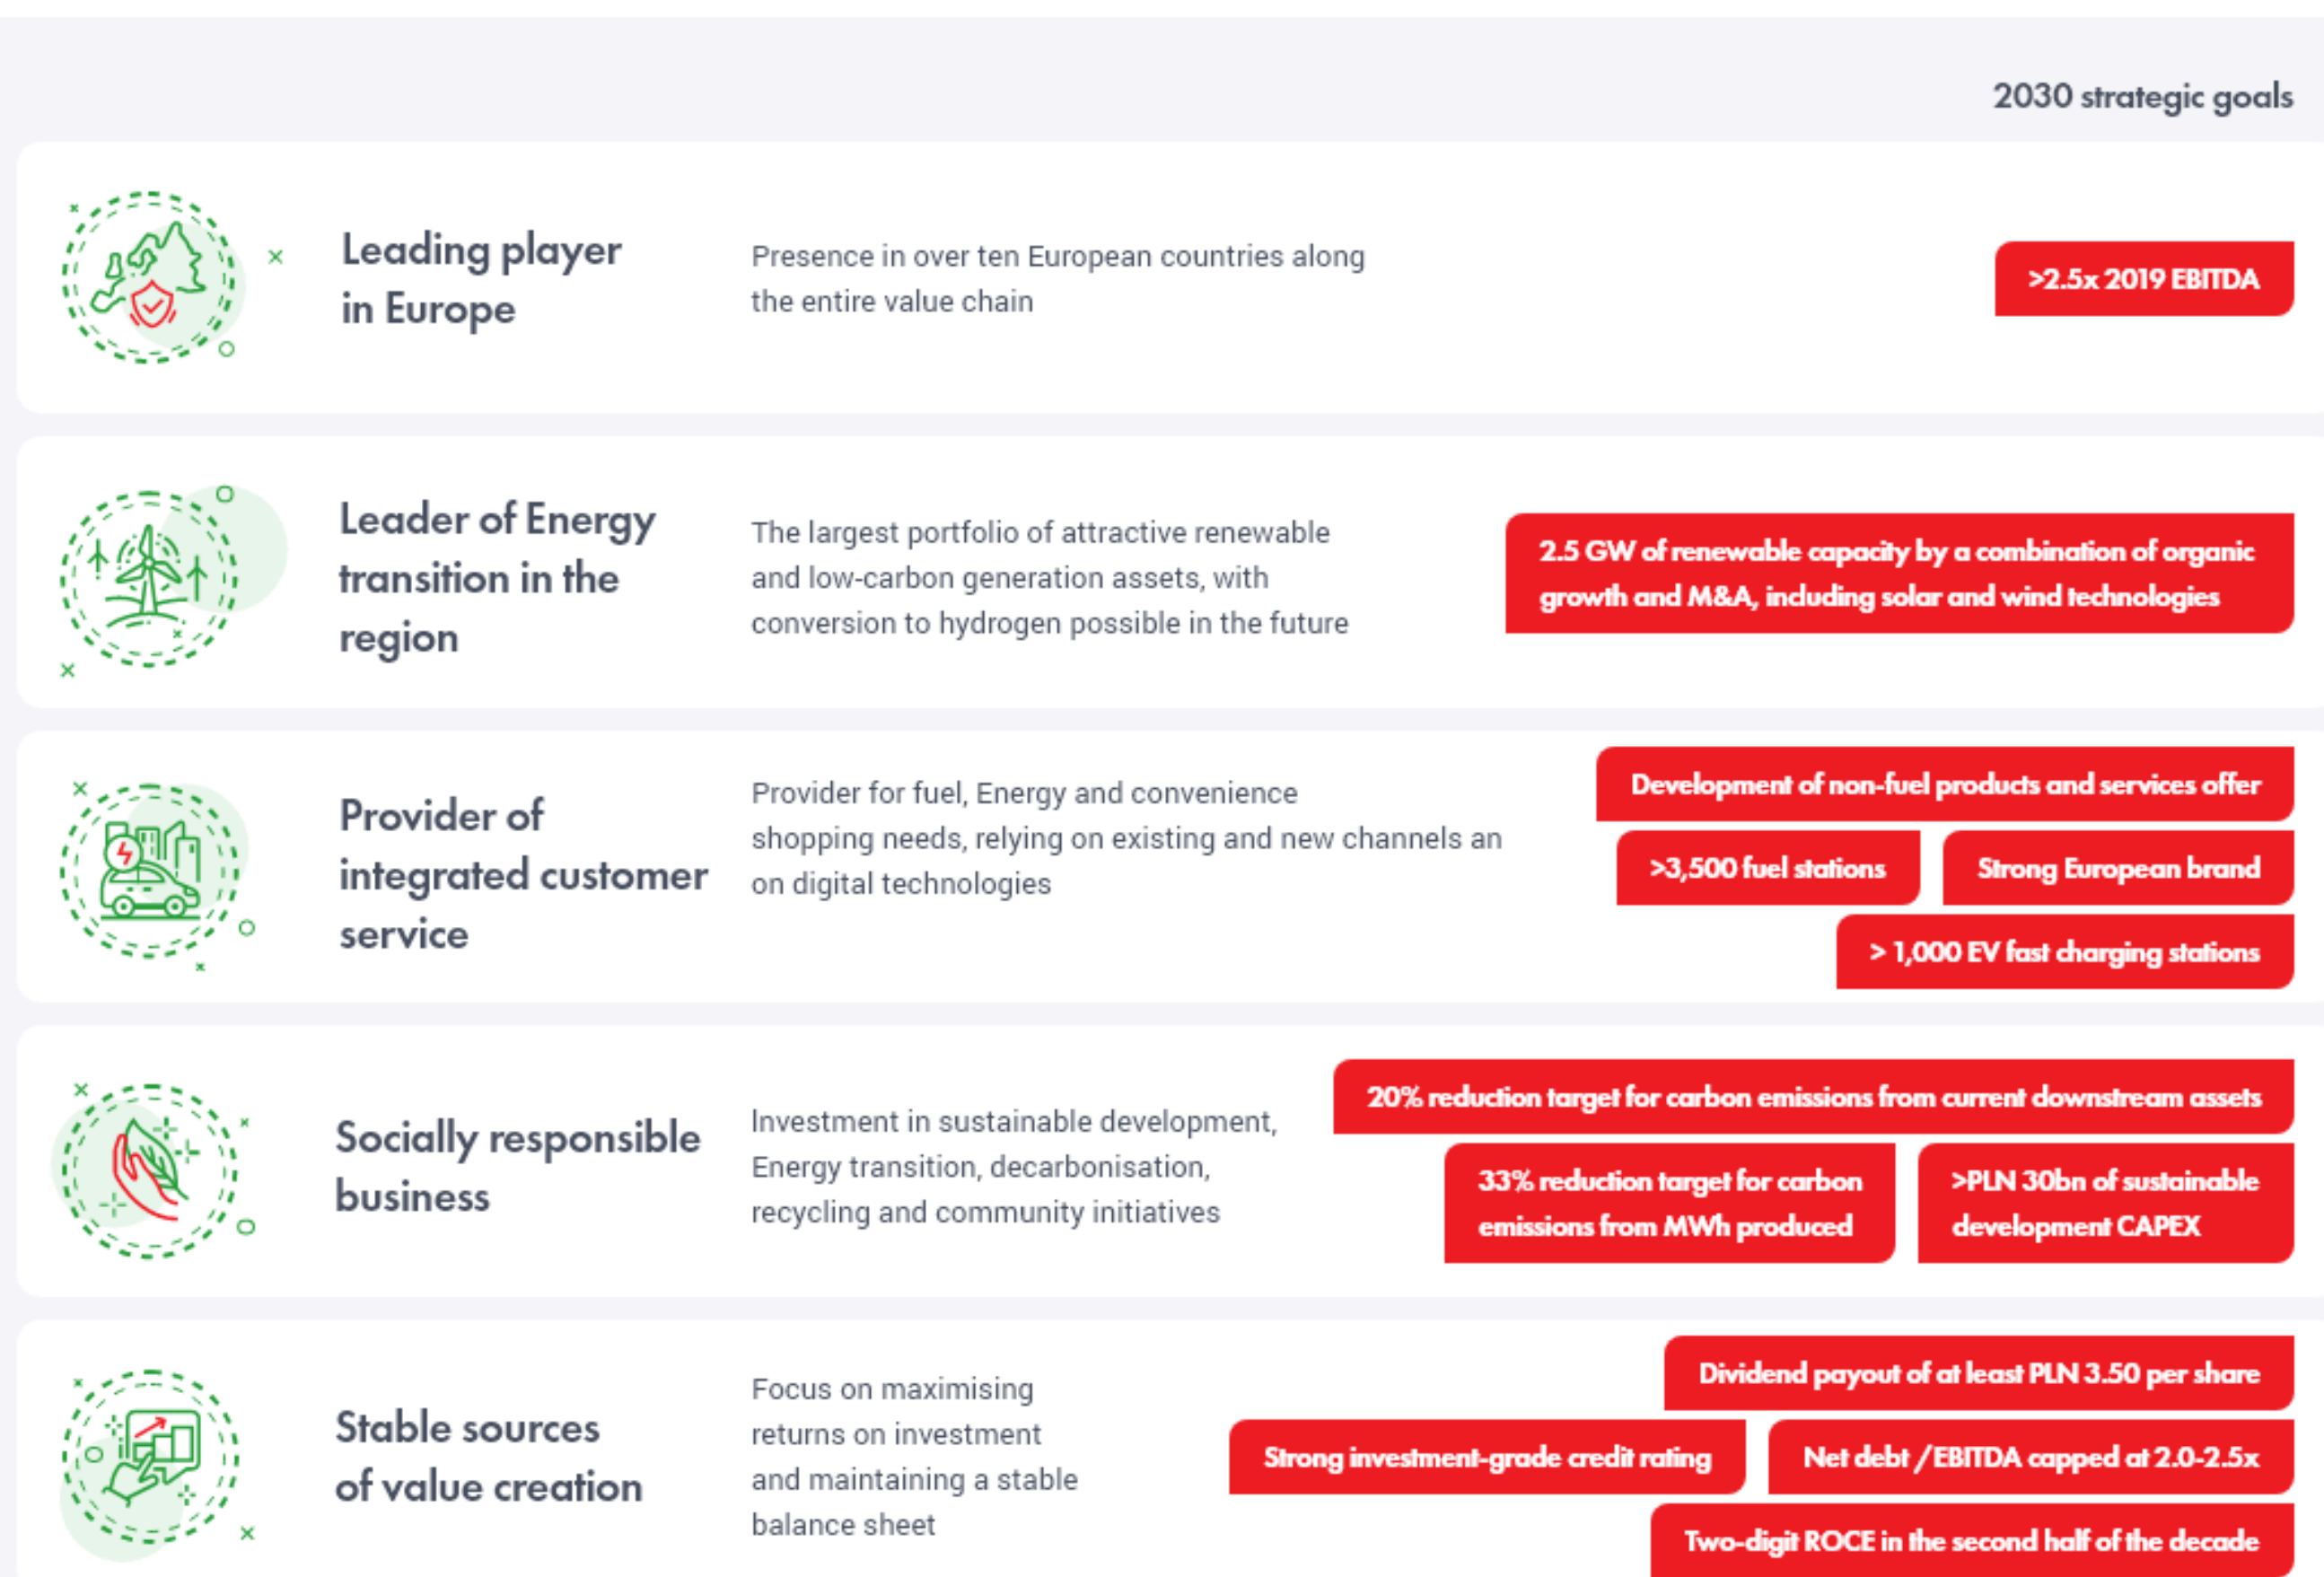 2030 strategic goals
Leading player
in Europe
Presence in over ten European countries along
the entire value chain
>2.5x 2019 EBITDA
Leader of Energy
transition in the
region
The largest portfolio of attractive renewable
and low-carbon generation assets, with
conversion to hydrogen possible in the future
2.5 GW of renewable capacity by a combination of organic
growth and M&A, including solar and wind technologies
Provider of
integrated customer
service
Provider for fuel, Energy and convenience
shopping needs, relying on existing and new channels an
on digital technologies
Development of non-fuel products and services offer
>3,500 fuel stations
Strong European brand
> 1,000 EV fast charging stations
Socially responsible
business
Investment in sustainable development,
Energy transition, decarbonisation,
recycling and community initiatives
20% reduction target for carbon emissions from current downstream assets
33% reduction target for carbon
emissions from MWh produced
>PLN 30bn of sustainable
development CAPEX
Stable sources
of value creation
Focus on maximising
returns on investment
and maintaining a stable
balance sheet
Dividend payout of at least PLN 3.50 per share
Strong investment-grade credit rating
Net debt /EBITDA capped at 2.0-2.5x
Two-digit ROCE in the second half of the decade